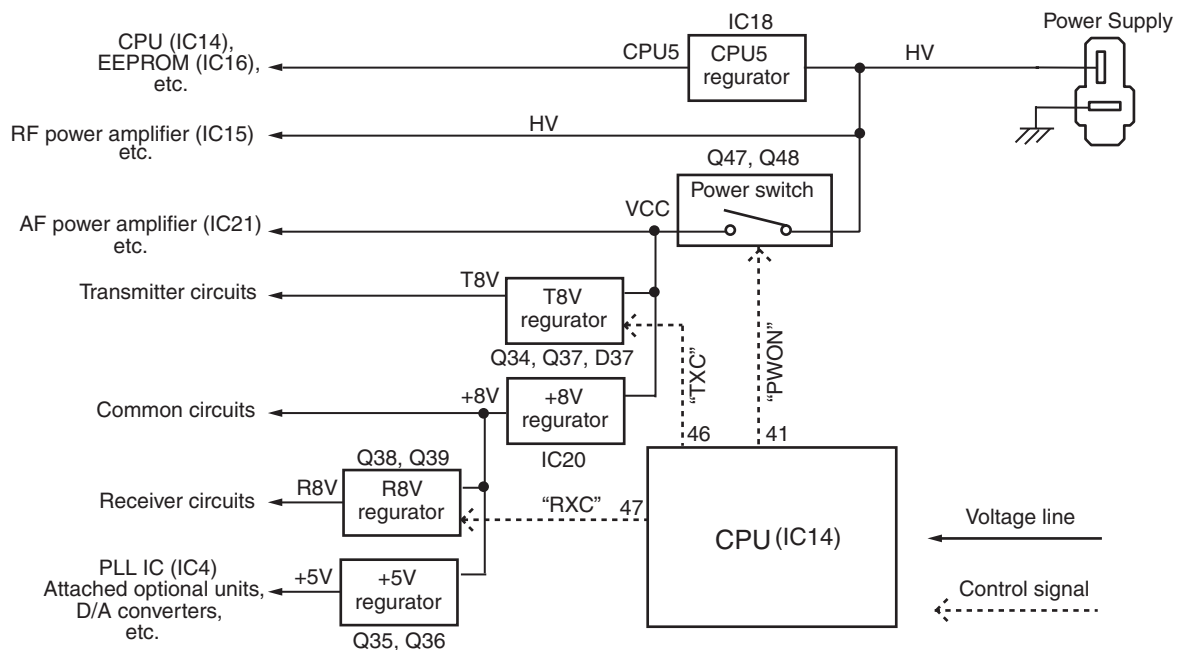 IC18
Power Supply
CPU (IC14),
EEPROM (IC16),
etc.
CPU5
CPU5
regurator
HV
RF power amplifier (IC15)
etc.
HV
Q47, Q48
Power switch
AF power amplifier (IC21)
etc.
VCC
Transmitter circuits
T8V
T8V
regurator
Q34, Q37, D37
"TXC"
"PWON"
Common circuits
+8V
+8V
regurator
IC20
46
41
Q38, Q39
Receiver circuits
R8V
R8V
regurator
“RXC”
47
CPU (IC14)
Voltage line
PLL IC (IC4)
Attached optional units,
D/A converters,
etc.
+5V
+5V
regurator
Q35, Q36
Control signal